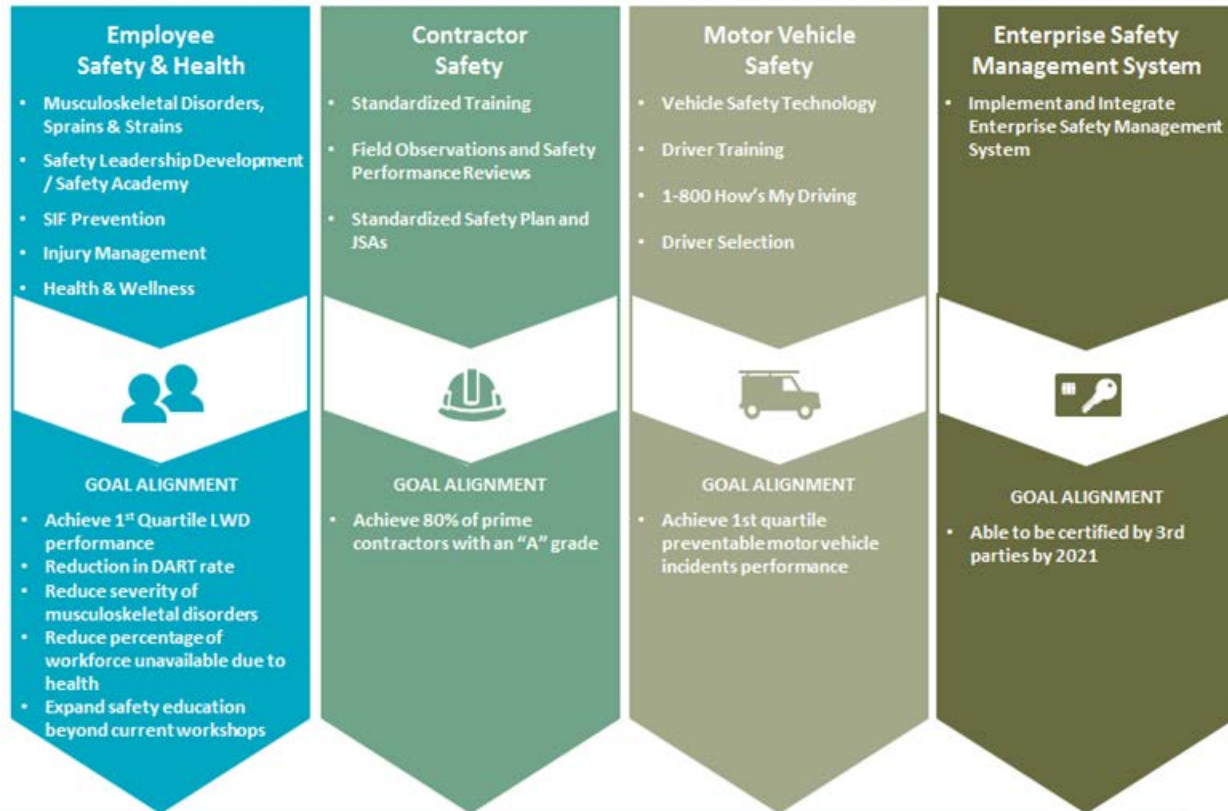 Employee
Safety & Health
• Musculoskeletal Disorders,
Sprains & Strains
• Safety Leadership Development
/ Safety Academy
• SIF Prevention
• Injury Management
• Health & Wellness
GOAL ALIGNMENT
• Achieve 1st Quartile LWD
performance
• Reduction in DART rate
• Reduce severity of
musculoskeletal disorders
• Reduce percentage of
workforce unavailable due to
health
• Expand safety education
beyond current workshops
Contractor
Safety
• Standardized Training
• Field Observations and Safety
Performance Reviews
• Standardized Safety Plan and
JSAs
GOAL ALIGNMENT
• Achieve 80% of prime
contractors with an “A” grade
Motor Vehicle
Safety
• Vehicle Safety Technology
• Driver Training
• 1-800 How's My Driving
• Driver Selection
GOAL ALIGNMENT
• Achieve 1st quartile
preventable motor vehicle
incidents performance
Enterprise Safety
Management System
• Implement and Integrate
Enterprise Safety Management
System
GOAL ALIGNMENT
• Able to be certified by 3rd
parties by 2021